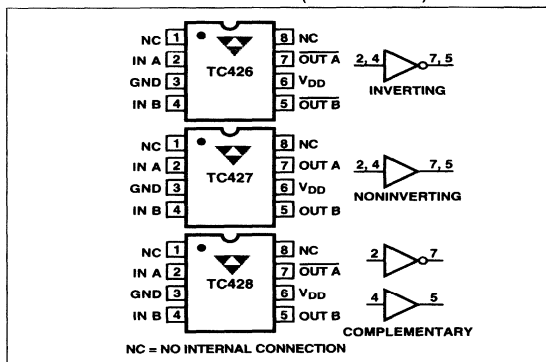 NC 1 8 NC
IN A 2 7 OUT A
TC426
GND 3 6 VDD
IN B 4 5 OUT B
2, 4 7, 5
INVERTING
NC 1 8 NC
IN A 2 7 OUT A
TC427
GND 3 6 VDD
IN B 4 5 OUT B
2, 4 7, 5
NONINVERTING
NC 1 8 NC
IN A 2 7 OUT A
TC428
GND 3 6 VDD
IN B 4 5 OUT B
2 7
4 5
COMPLEMENTARY
NC = NO INTERNAL CONNECTION